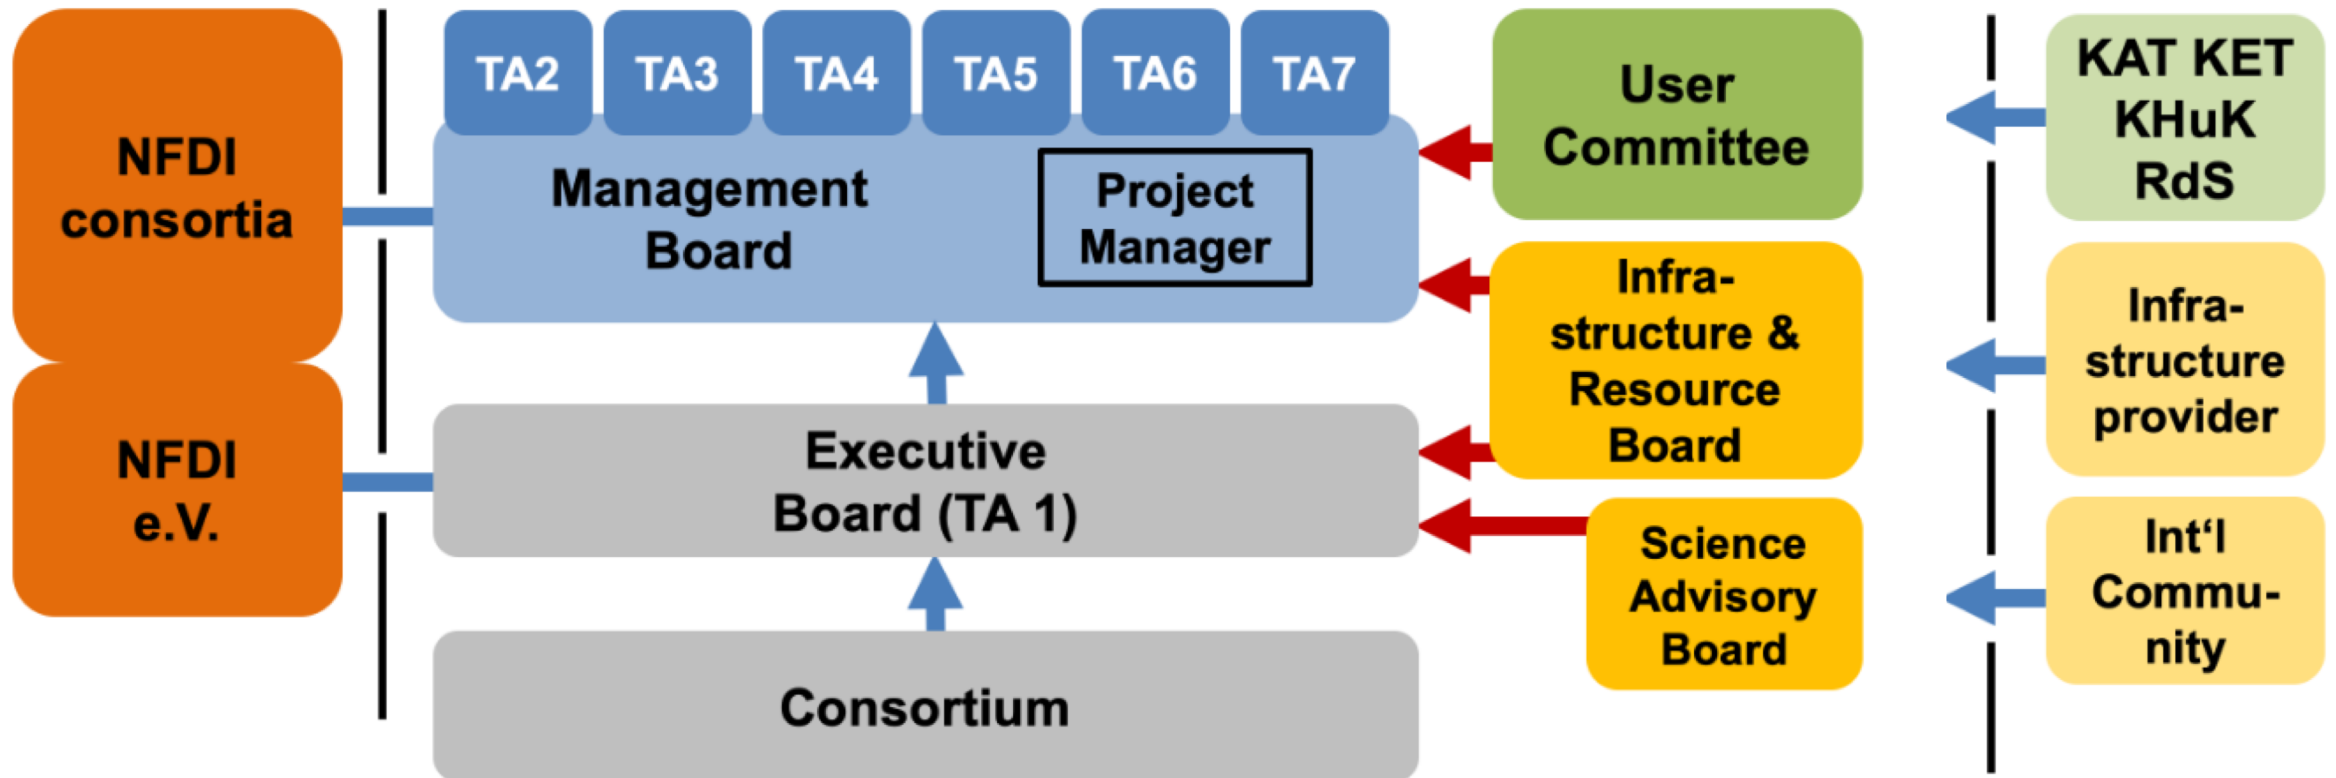 NFDI
consortia
NFDI
e.V.
TA2
TA3
TA4
TA5
TA6
TA7
Management
Board
Project
Manager
Executive
Board (TA 1)
Consortium
User
Committee
Infra-
structure &
Resource
Board
Science
Advisory
Board
KAT KET
KHuK
RdS
Infra-
structure
provider
Int‘l
Commu-
nity